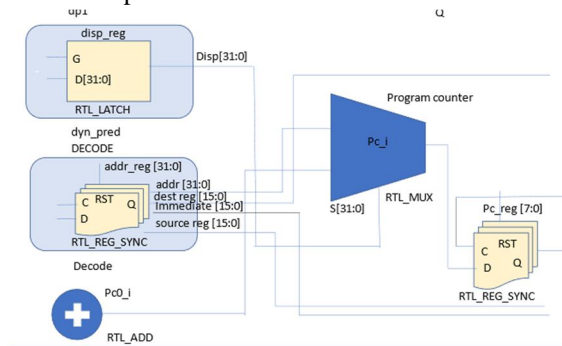 disp_reg
G
D[31:0]
Disp[31:0]
RTL_LATCH
dyn_pred
DECODE
addr_reg [31:0]
addr [31:0]
dest reg [15:0]
Immediate [15:0]
source reg [15:0]
C
RST
Q
D
RTL_REG_SYNC
Decode
Pc0_i
RTL_ADD
Program counter
Pc_i
S[31:0]
RTL_MUX
Pc_reg [7:0]
RST
C
Q
D
RTL_REG_SYNC